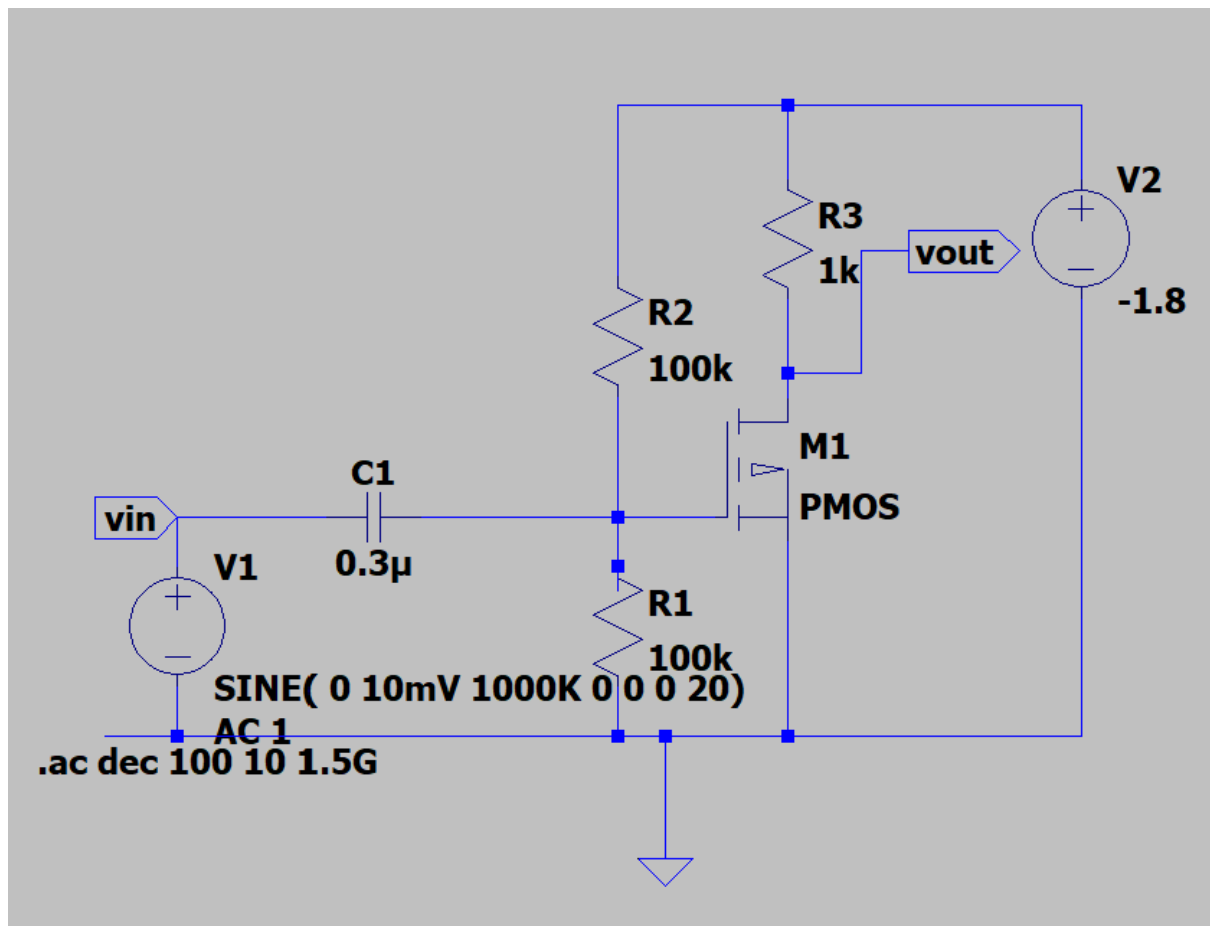 V2
R3
vout
1k
-1.8
R2
100k
M1
C1
PMOS
vin
0.3µ
V1
R1
100k
SINE( 0 10mV 1000K 0 0 0 20)
AC 1
.ac dec 100 10 1.5G